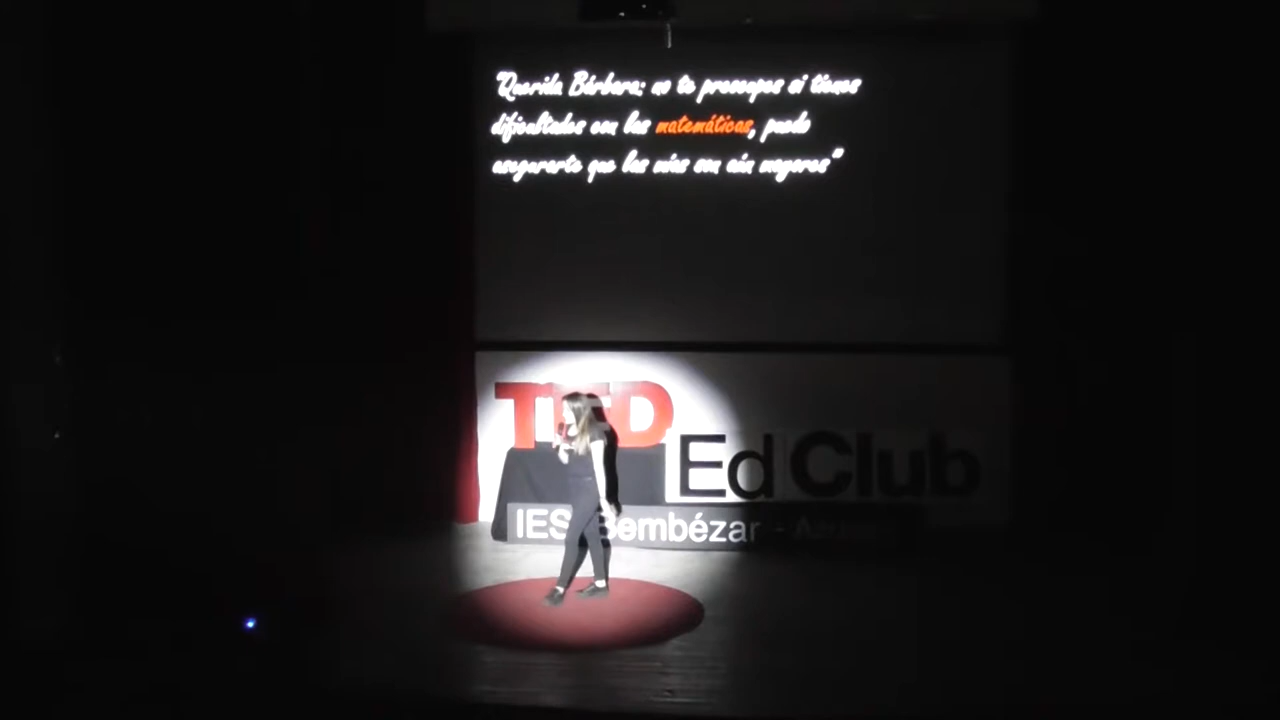 "Querida Bárbara: no te preocupes si tienes
dificultades con las matemáticas, puedo
asegurarte que las mías son aún mayores"
TED
Ed Club
IES Bembézar -